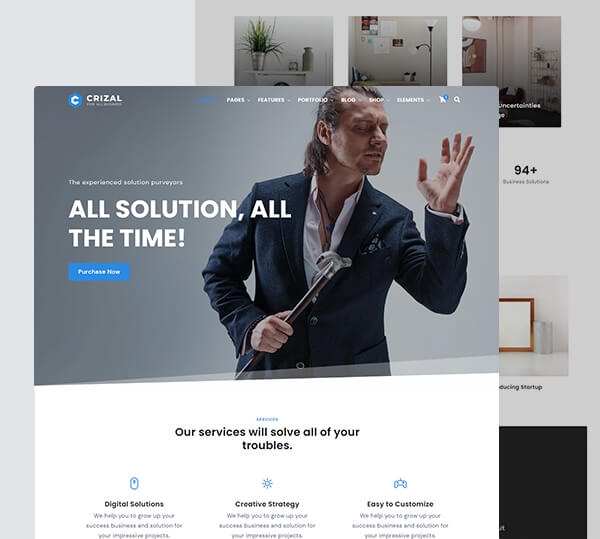 CRIZAL
FOR ALL BUSINESS
PAGES
FEATURES
PORTFOLIO
BLOG
SHOP
ELEMENTS
The experienced solution purveyors
ALL SOLUTION, ALL
THE TIME!
Purchase Now
SERVICES
Our services will solve all of your
troubles.
Digital Solutions
We help you to grow up your
success business and solution for
your impressive projects.
Creative Strategy
We help you to grow up your
success business and solution for
your impressive projects.
Easy to Customize
We help you to grow up your
success business and solution for
your impressive projects.
Uncertainties
94+
Business Solutions
ducing Startup